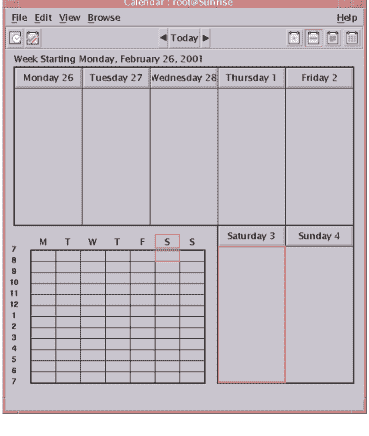 Calendar : root@Sunrise
File Edit View Browse Help
Today
Week Starting Monday, February 26, 2001
Monday 26 Tuesday 27 Wednesday 28 Thursday 1 Friday 2
Saturday 3 Sunday 4
M T W T F S S
7
8
9
10
11
12
1
2
3
4
5
6
7